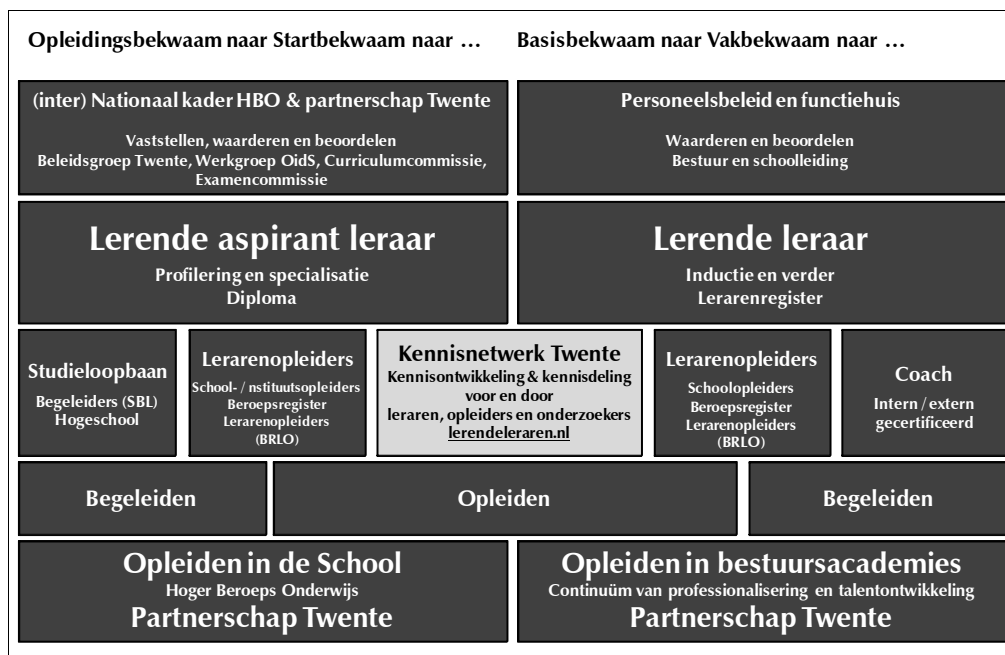 Opleidingsbekwaam naar Startbekwaam naar …
Basisbekwaam naar Vakbekwaam naar …
(inter) Nationaal kader HBO & partnerschap Twente
Vaststellen, waarderen en beoordelen
Beleidsgroep Twente, Werkgroep OidS, Curriculumcommissie,
Examencommissie
Personeelsbeleid en functiehuis
Waarderen en beoordelen
Bestuur en schoolleiding
Lerende aspirant leraar
Profilering en specialisatie
Diploma
Lerende leraar
Inductie en verder
Lerarenregister
Studieloopbaan
Begeleiders (SBL)
Hogeschool
Lerarenopleiders
School- / nstituutsopleiders
Beroepsregister
Lerarenopleiders
(BRLO)
Kennisnetwerk Twente
Kennisontwikkeling & kennisdeling
voor en door
leraren, opleiders en onderzoekers
lerendeleraren.nl
Lerarenopleiders
Schoolopleiders
Beroepsregister
Lerarenopleiders
(BRLO)
Coach
Intern / extern
gecertificeerd
Begeleiden
Opleiden
Begeleiden
Opleiden in de School
Hoger Beroeps Onderwijs
Partnerschap Twente
Opleiden in bestuursacademies
Continuüm van professionalisering en talentontwikkeling
Partnerschap Twente